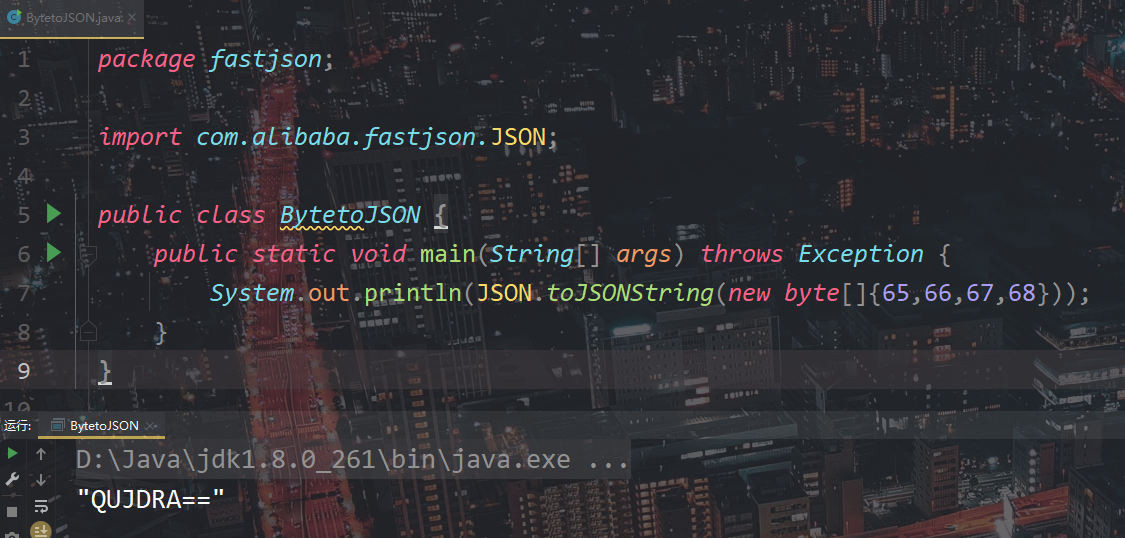 BytetoJSON.java
1 package fastjson;
2
3 import com.alibaba.fastjson.JSON;
4
5 public class BytetoJSON {
6 public static void main(String[] args) throws Exception {
7 System.out.println(JSON.toJSONString(new byte[]{65,66,67,68}));
8 }
9 }
10
运行: BytetoJSON
D:\Java\jdk1.8.0_261\bin\java.exe ...
"QUJDRA=="